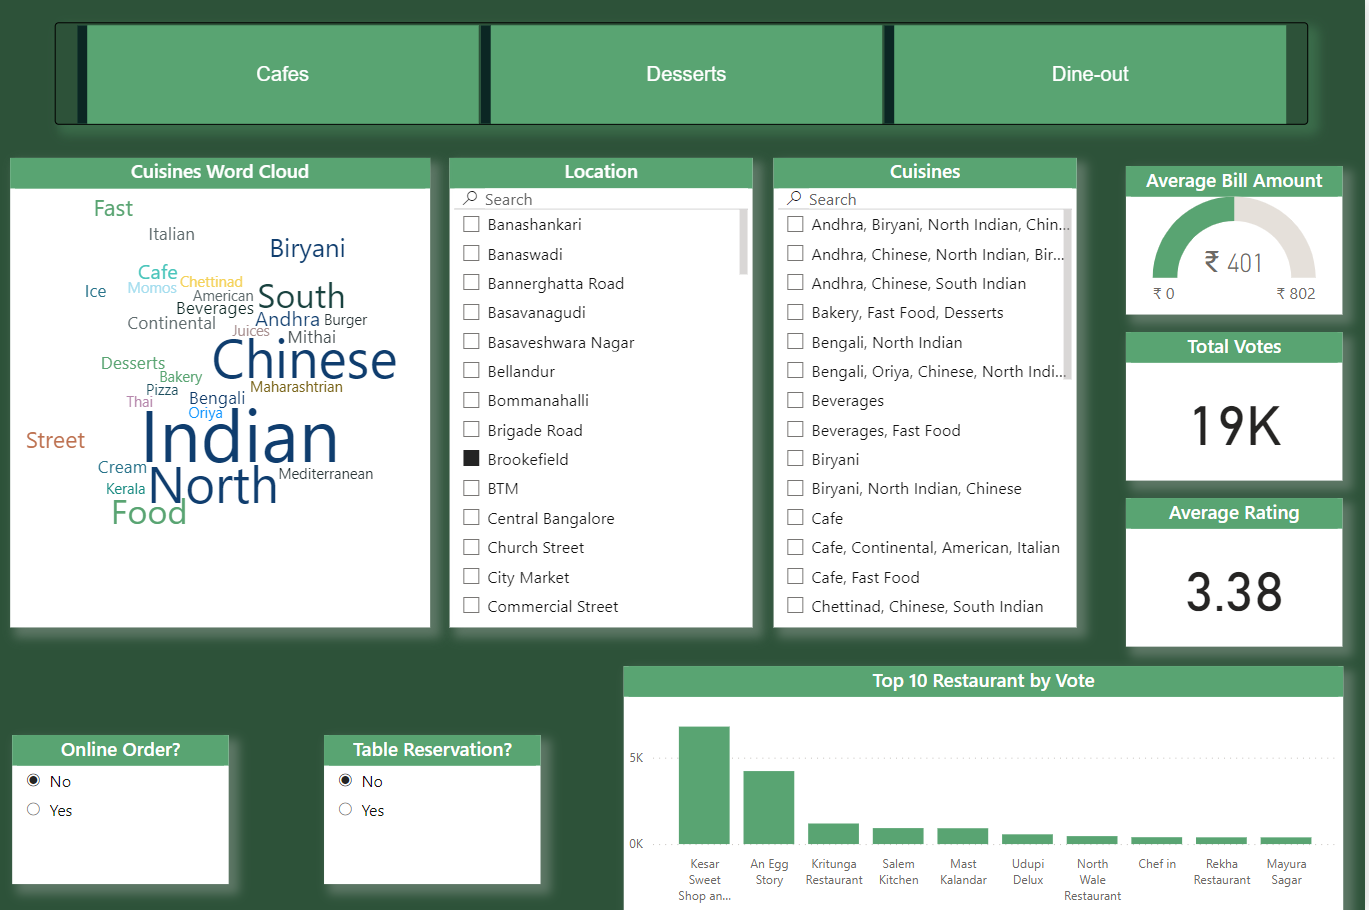 Cafes
Desserts
Dine-out
Cuisines Word Cloud
Fast
Italian
Biryani
Cafe
Momos
Chettinad
Ice
American
South
Beverages
Continental
Andhra
Burger
Juices
Mithai
Chinese
Desserts
Bakery
Pizza
Maharashtrian
Thai
Bengali
Oriya
Indian
Street
Cream
North
Mediterranean
Kerala
Food
Location
Search
Banashankari
Banaswadi
Bannerghatta Road
Basavanagudi
Basaveshwara Nagar
Bellandur
Bommanahalli
Brigade Road
Brookefield
BTM
Central Bangalore
Church Street
City Market
Commercial Street
Cuisines
Search
Andhra, Biryani, North Indian, Chin...
Andhra, Chinese, North Indian, Bir...
Andhra, Chinese, South Indian
Bakery, Fast Food, Desserts
Bengali, North Indian
Bengali, Oriya, Chinese, North Indi...
Beverages
Beverages, Fast Food
Biryani
Biryani, North Indian, Chinese
Cafe
Cafe, Continental, American, Italian
Cafe, Fast Food
Chettinad, Chinese, South Indian
Average Bill Amount
₹ 401
₹ 0
₹ 802
Total Votes
19K
Average Rating
3.38
Online Order?
No
Yes
Table Reservation?
No
Yes
Top 10 Restaurant by Vote
5K
0K
Kesar
Sweet
Shop an...
An Egg
Story
Kritunga
Restaurant
Salem
Kitchen
Mast
Kalandar
Udupi
Delux
North
Wale
Restaurant
Chef in
Rekha
Restaurant
Mayura
Sagar